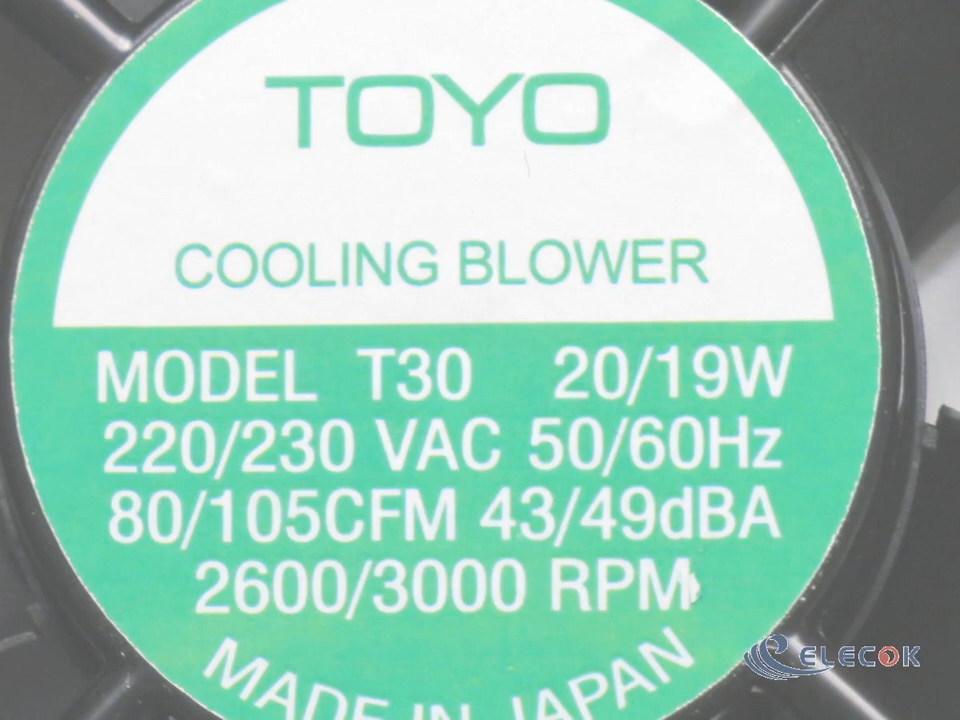 TOYO
COOLING BLOWER
MODEL T30 20/19W
220/230 VAC 50/60Hz
80/105CFM 43/49dBA
2600/3000 RPM
MADE IN JAPAN
ELECOK